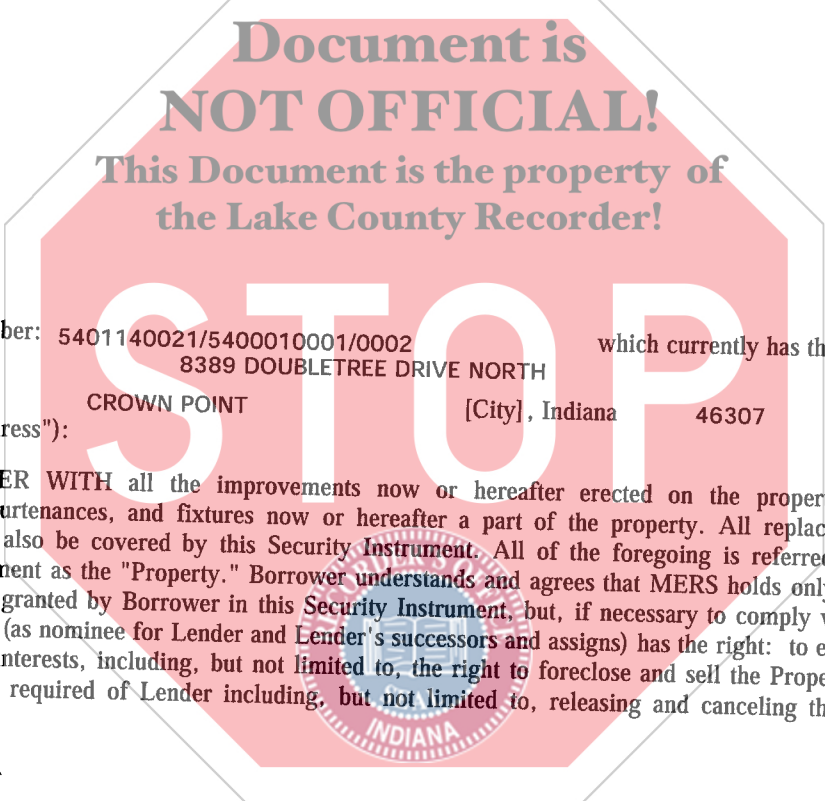 Document is
NOT OFFICIAL!
This Document is the property of
the Lake County Recorder!
STOP
ber: 5401140021/5400010001/0002 which currently has th
8389 DOUBLETREE DRIVE NORTH
CROWN POINT [City], Indiana 46307
ress"):
ER WITH all the improvements now or hereafter erected on the proper
urtenances, and fixtures now or hereafter a part of the property. All replac
also be covered by this Security Instrument. All of the foregoing is referred
ment as the "Property." Borrower understands and agrees that MERS holds only
granted by Borrower in this Security Instrument, but, if necessary to comply
(as nominee for Lender and Lender's successors and assigns) has the right: to e
nterests, including, but not limited to, the right to foreclose and sell the Prope
required of Lender including, but not limited to, releasing and canceling th
INDIANA